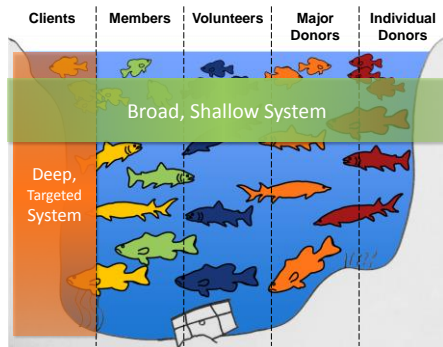 Clients Members Volunteers Major Donors Individual Donors
Broad, Shallow System
Deep,
Targeted
System